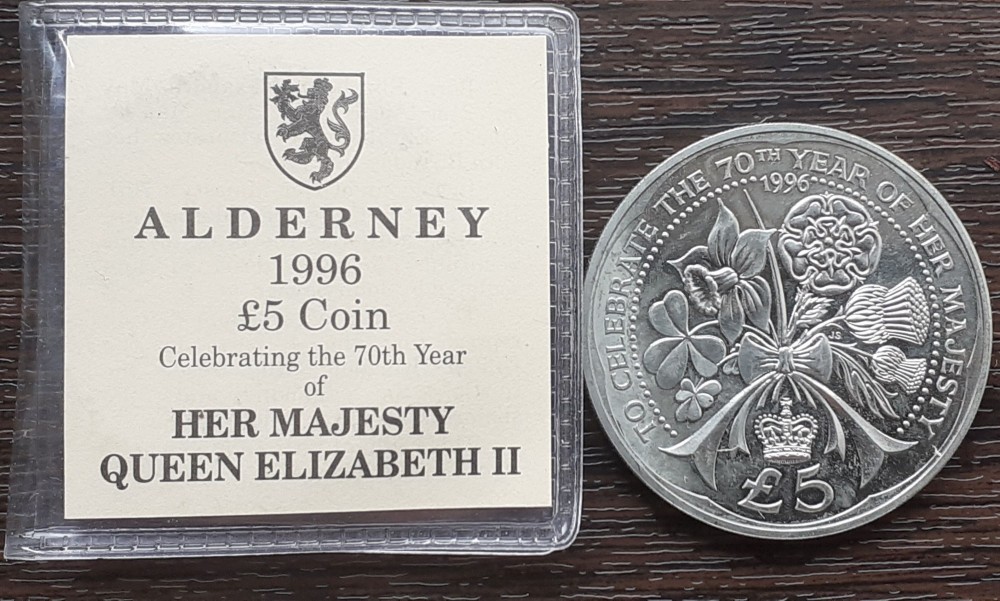 ALDERNEY
1996
£5 Coin
Celebrating the 70th Year
of
HER MAJESTY
QUEEN ELIZABETH II
TO CELEBRATE THE 70TH YEAR OF HER MAJESTY
1996
JS
£5